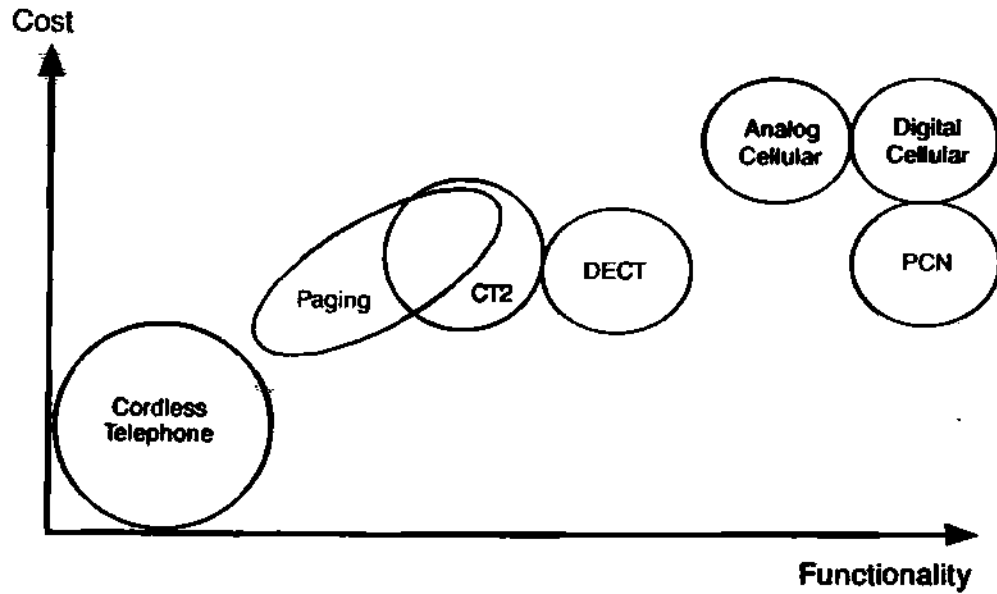 Cost
Analog
Cellular
Digital
Cellular
Paging
CT2
DECT
PCN
Cordless
Telephone
Functionality